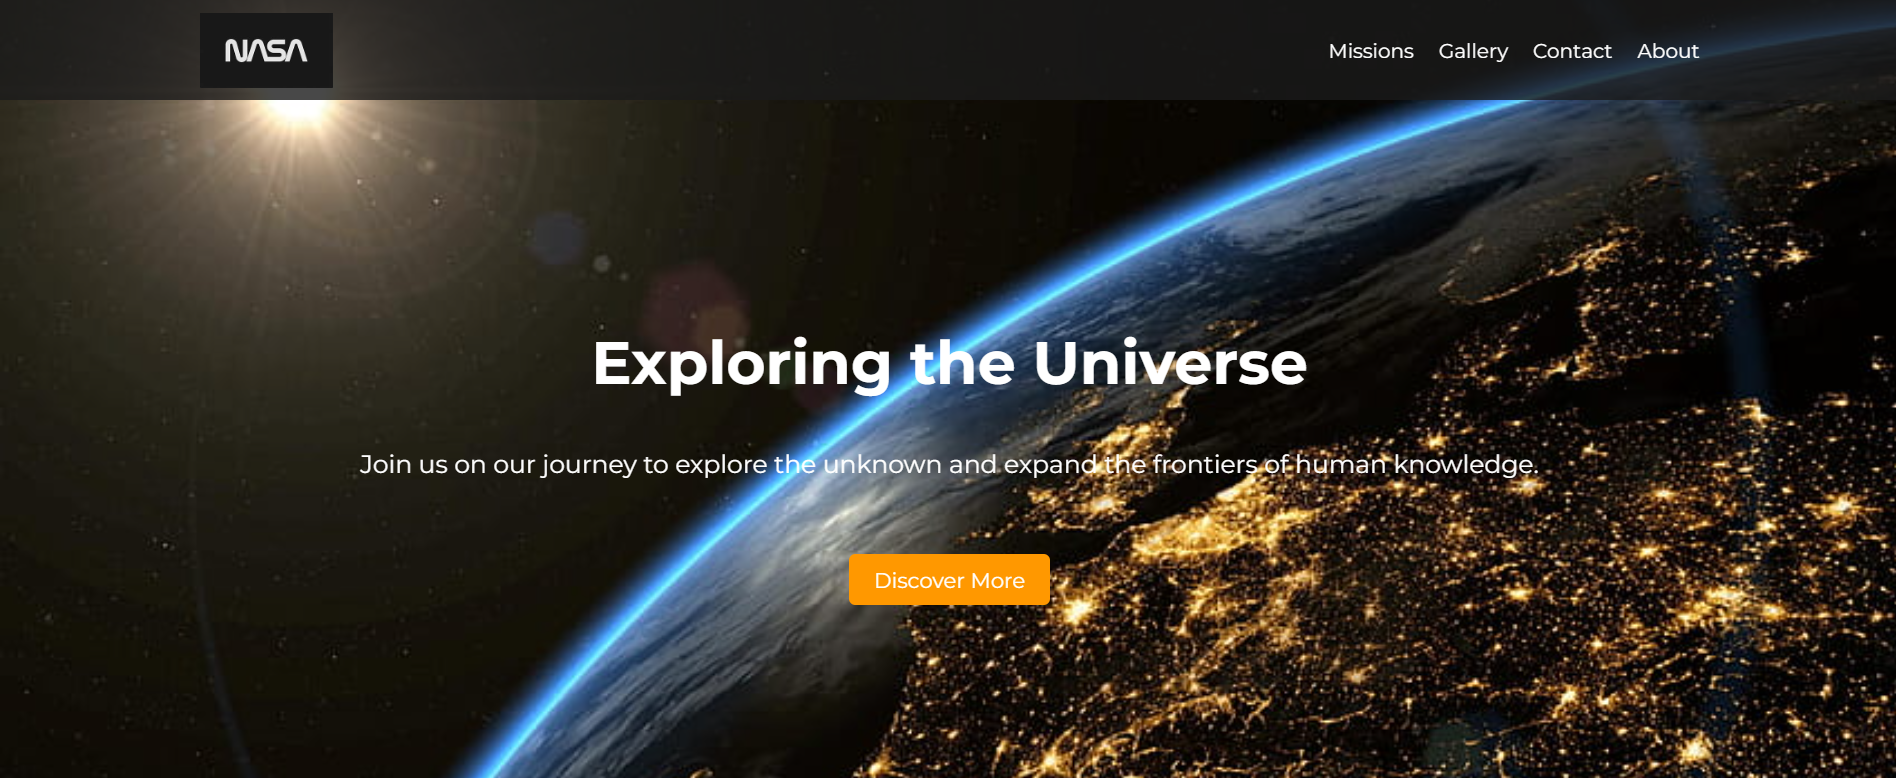 NASA
Missions Gallery Contact About
Exploring the Universe
Join us on our journey to explore the unknown and expand the frontiers of human knowledge.
Discover More